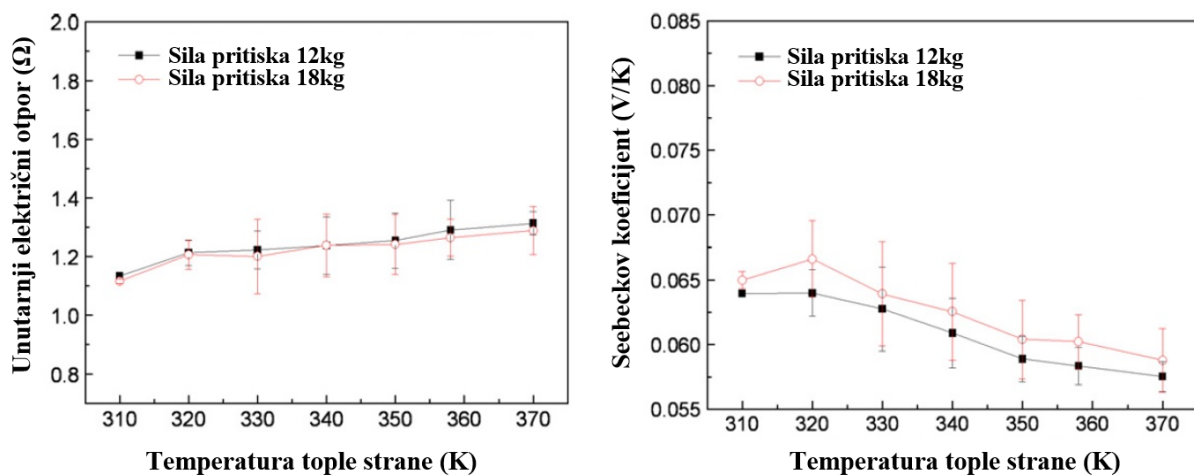 Unutarnji električni otpor (Ω)
2.0
1.8
1.6
1.4
1.2
1.0
0.8
Sila pritiska 12kg
Sila pritiska 18kg
310 320 330 340 350 360 370
Temperatura tople strane (K)
Seebeckov koeficijent (V/K)
0.085
0.080
0.075
0.070
0.065
0.060
0.055
Sila pritiska 12kg
Sila pritiska 18kg
310 320 330 340 350 360 370
Temperatura tople strane (K)